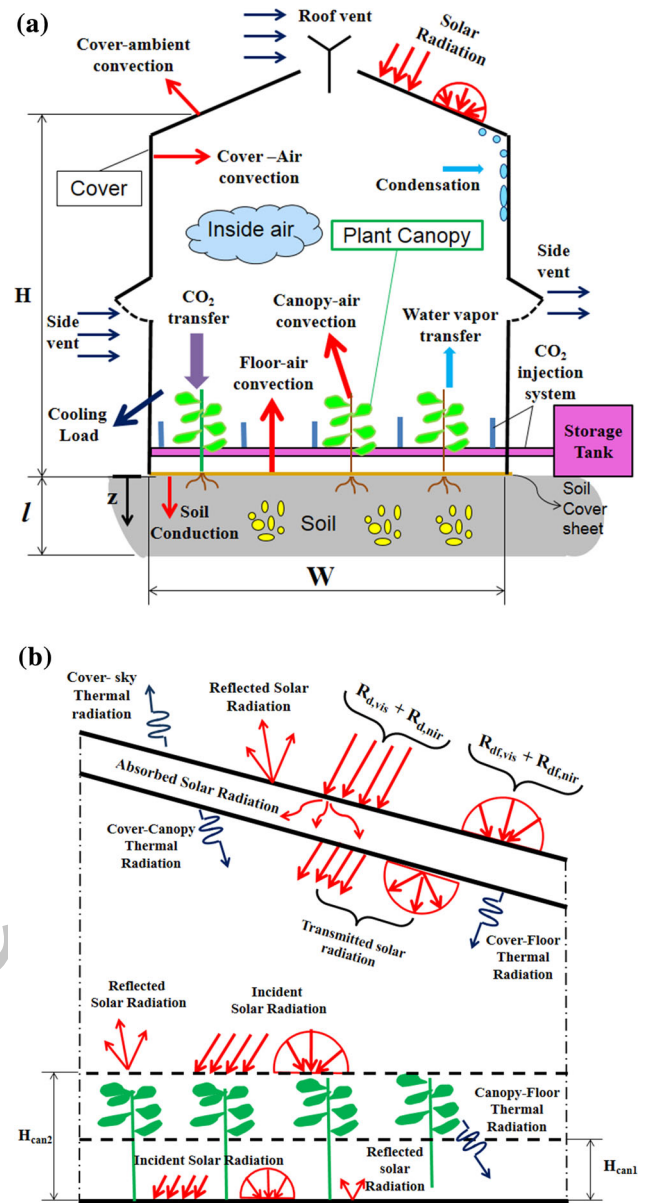 (a)
Roof vent
Solar
Radiation
Cover-ambient
convection
Cover –Air
convection
Cover
Condensation
Inside air
Plant Canopy
Side
vent
H
CO2
transfer
Canopy-air
convection
Water vapor
transfer
Side
vent
Floor-air
convection
CO2
injection
system
Cooling
Load
Storage
Tank
z
l
Soil
Conduction
Soil
Soil
Cover
sheet
W
(b)
Cover- sky
Thermal
radiation
Reflected Solar
Radiation
Rd,vis + Rd,nir
Rdf,vis + Rdf,nir
Absorbed Solar Radiation
Cover-Canopy
Thermal
Radiation
Transmitted solar
radiation
Cover-Floor
Thermal
Radiation
Reflected
Solar Radiation
Incident
Solar Radiation
Canopy-Floor
Thermal
Radiation
Hcan2
Incident Solar Radiation
Reflected
solar
Radiation
Hcan1